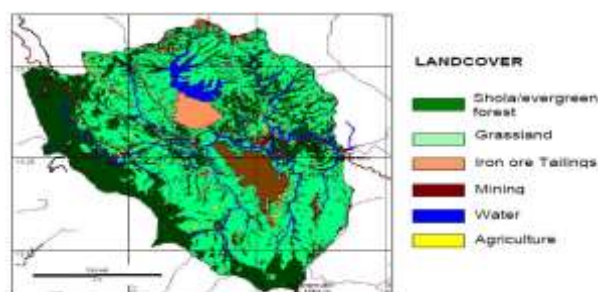 LANDCOVER
Shola/evergreen
forest
Grassland
Iron ore Tailings
Mining
Water
Agriculture